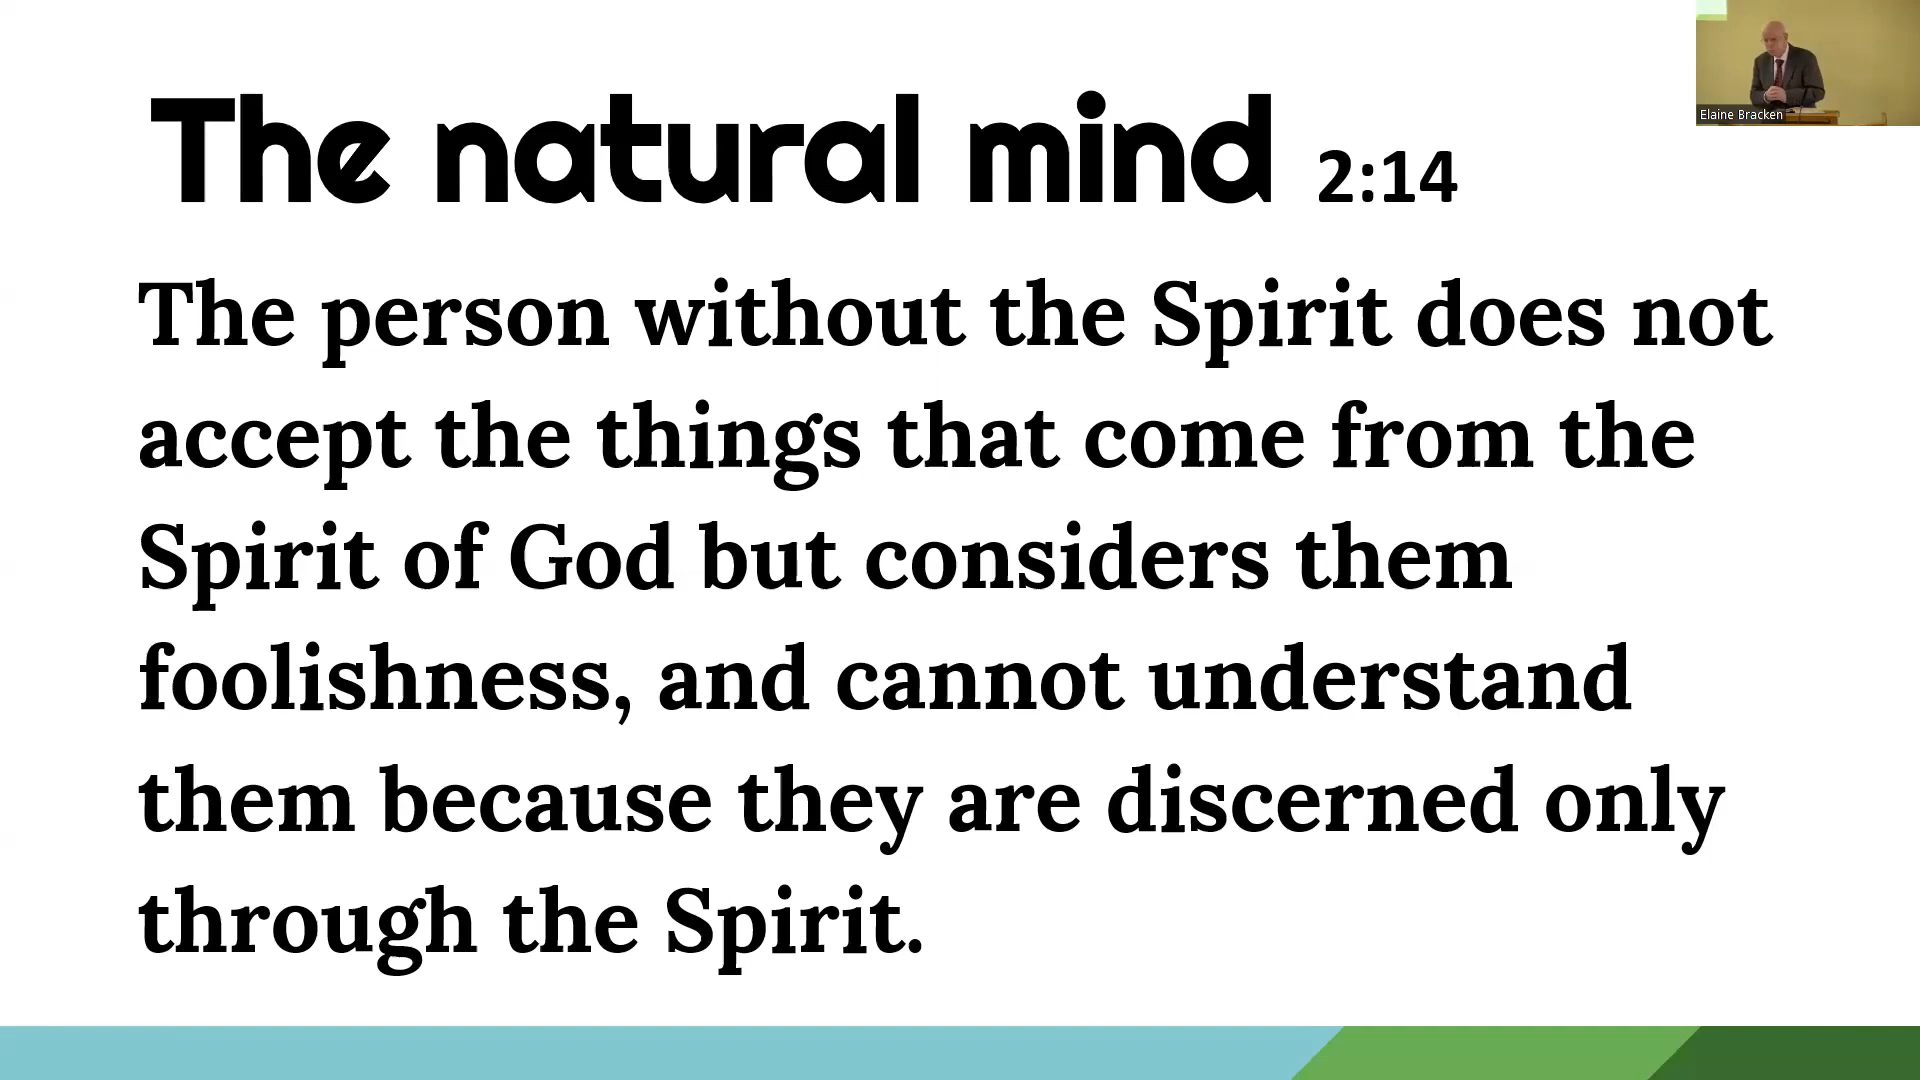 The natural mind 2:14
Elaine Bracken
The person without the Spirit does not
accept the things that come from the
Spirit of God but considers them
foolishness, and cannot understand
them because they are discerned only
through the Spirit.